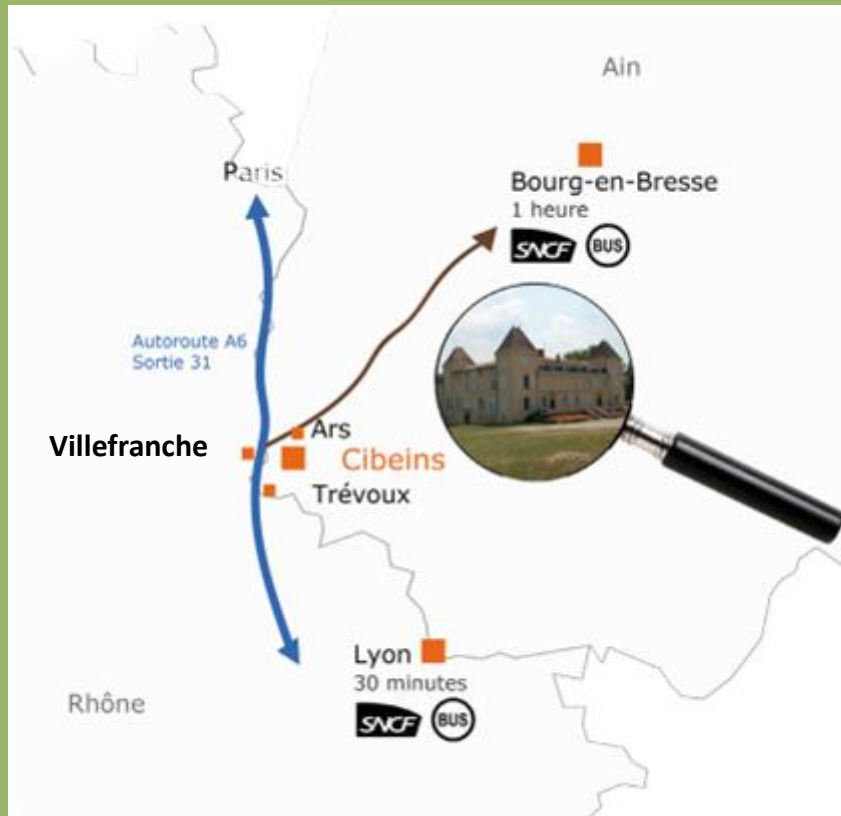 Ain
Paris
Bourg-en-Bresse
1 heure
SNCF BUS
Autoroute A6
Sortie 31
Ars
Villefranche
Cibeins
Trévoux
Lyon
30 minutes
Rhône
SNCF BUS